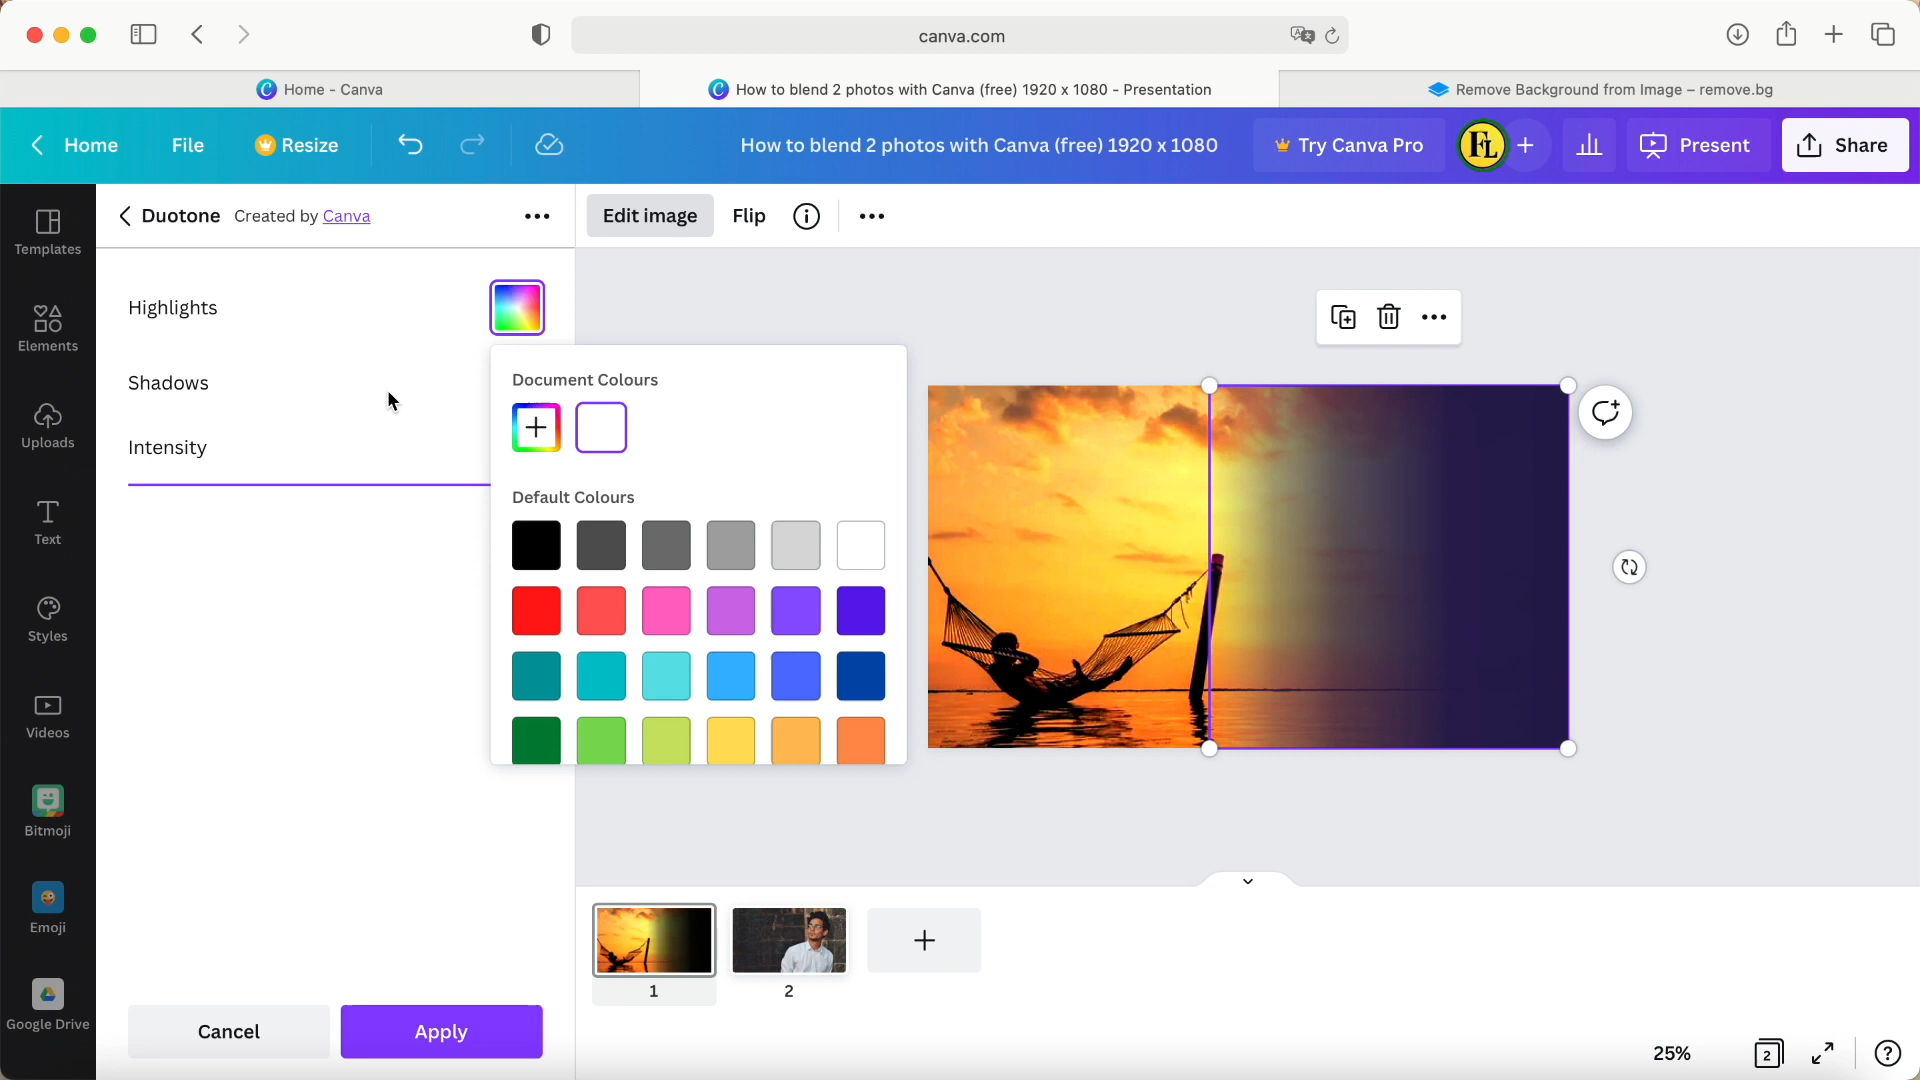 canva.com
Home - Canva
How to blend 2 photos with Canva (free) 1920 x 1080 - Presentation
Remove Background from Image – remove.bg
Home
File
Resize
How to blend 2 photos with Canva (free) 1920 x 1080
Try Canva Pro
FL
Present
Share
Templates
Elements
Uploads
Text
Styles
Videos
Bitmoji
Emoji
Google Drive
Duotone Created by Canva
Edit image
Flip
Highlights
Shadows
Intensity
Document Colours
Default Colours
Cancel
Apply
1
2
25%
2